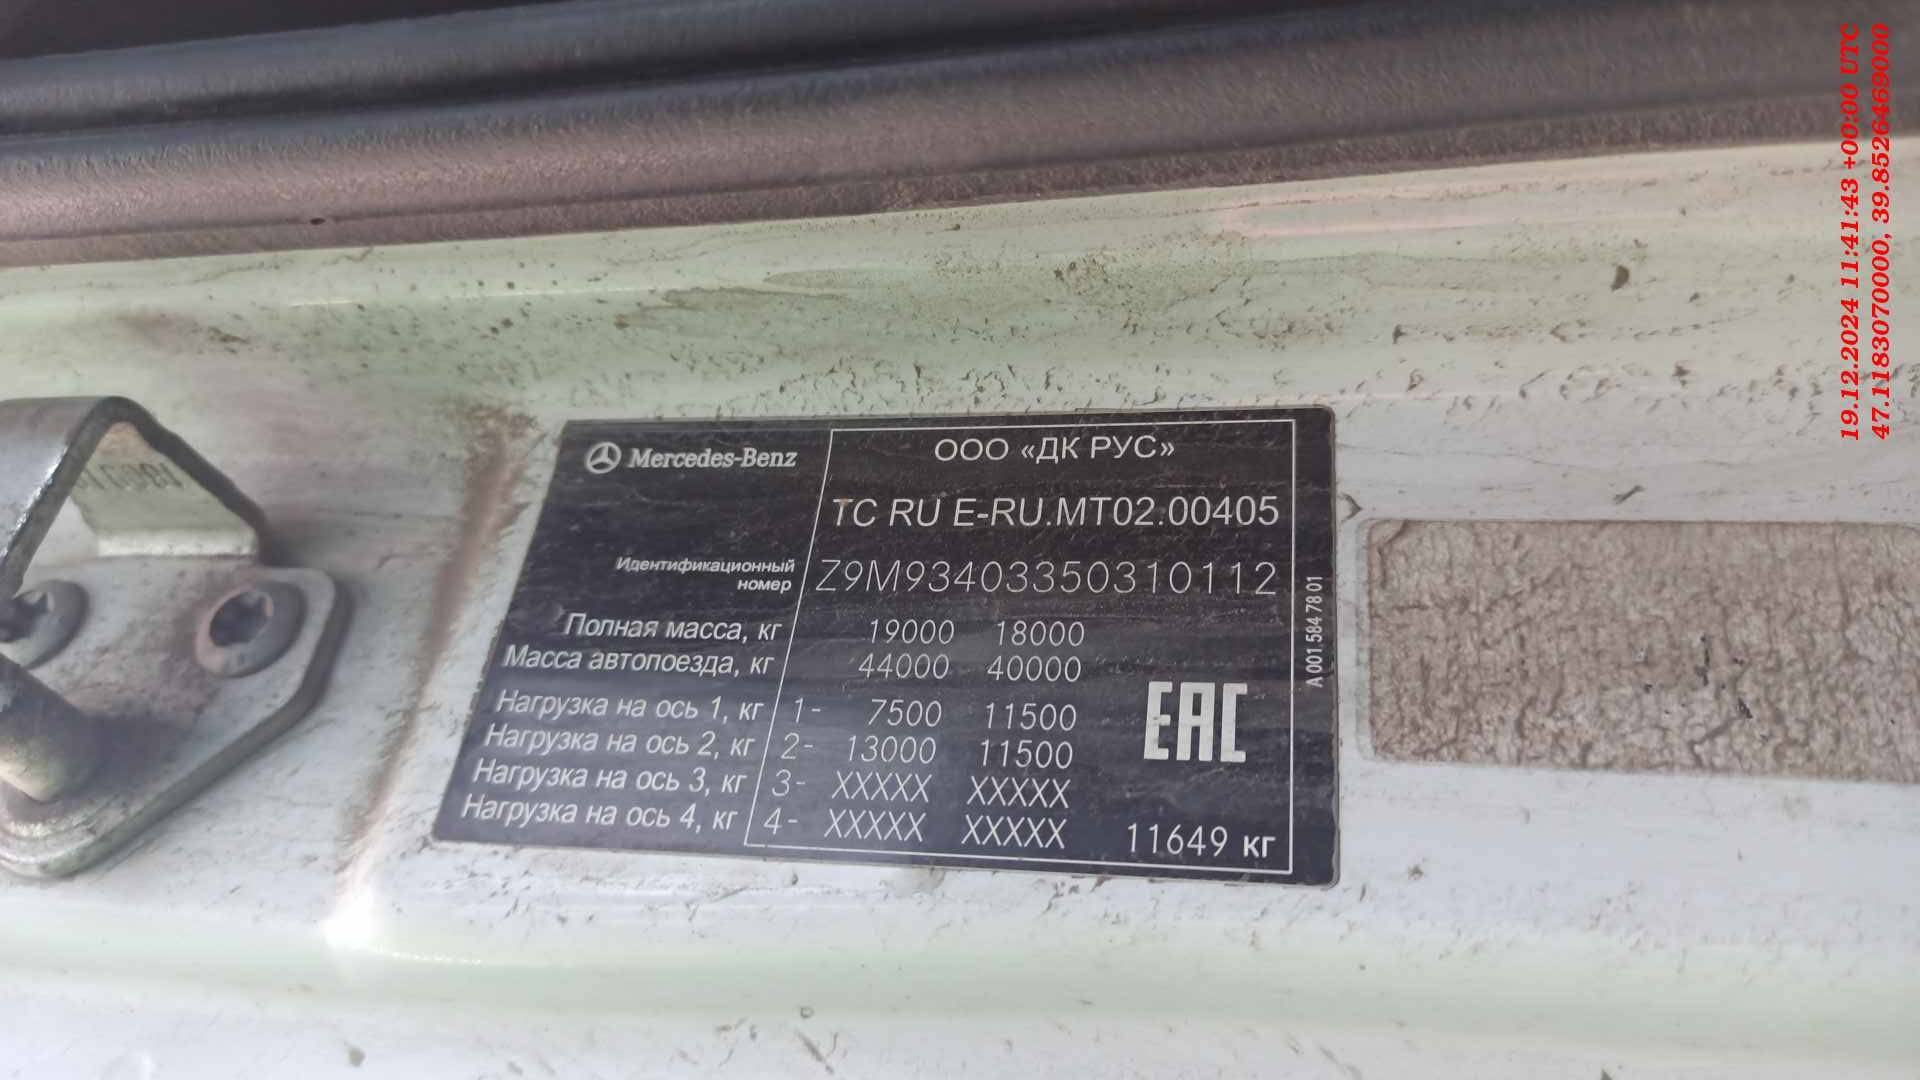 Mercedes-Benz
ООО «ДК РУС»
ТС RU E-RU.MT02.00405
Идентификационный номер Z9M93403350310112
Полная масса, кг 19000 18000
Масса автопоезда, кг 44000 40000
Нагрузка на ось 1, кг 1- 7500 11500
Нагрузка на ось 2, кг 2- 13000 11500
Нагрузка на ось 3, кг 3- XXXXX XXXXX
Нагрузка на ось 4, кг 4- XXXXX XXXXX
EAC
11649 кг
A 001 584 78 01
19.12.2024 11:41:43 +00:00 UTC
47.1183070000, 39.8526469000